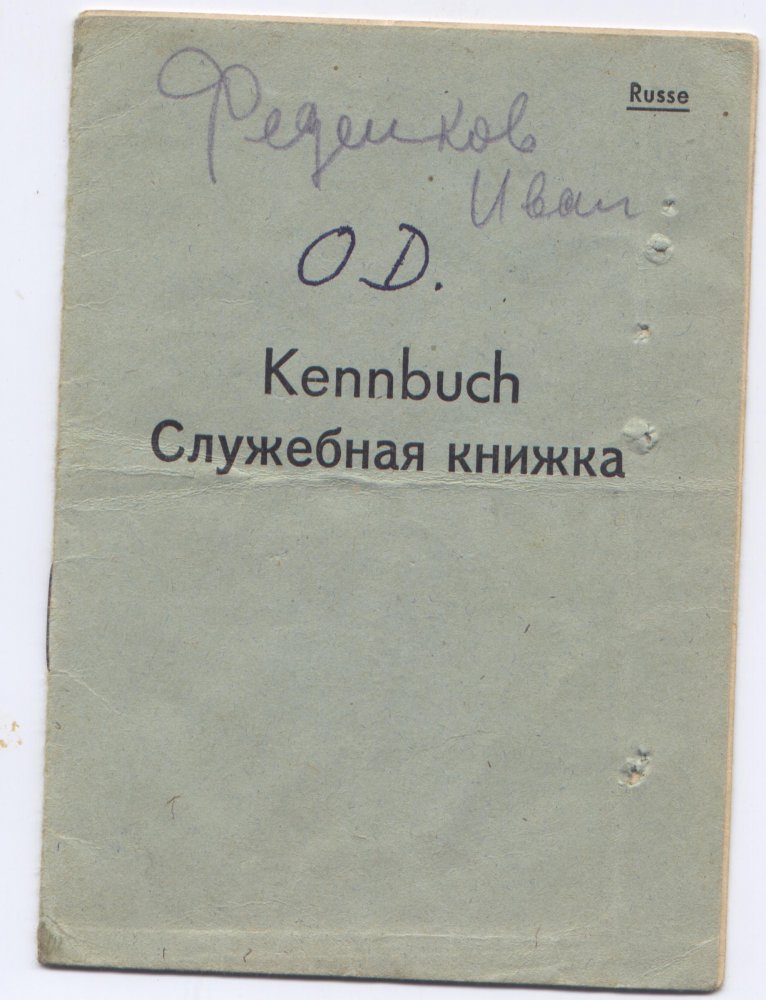 Russe
Феденков
Иван
O D.
Kennbuch
Служебная книжка